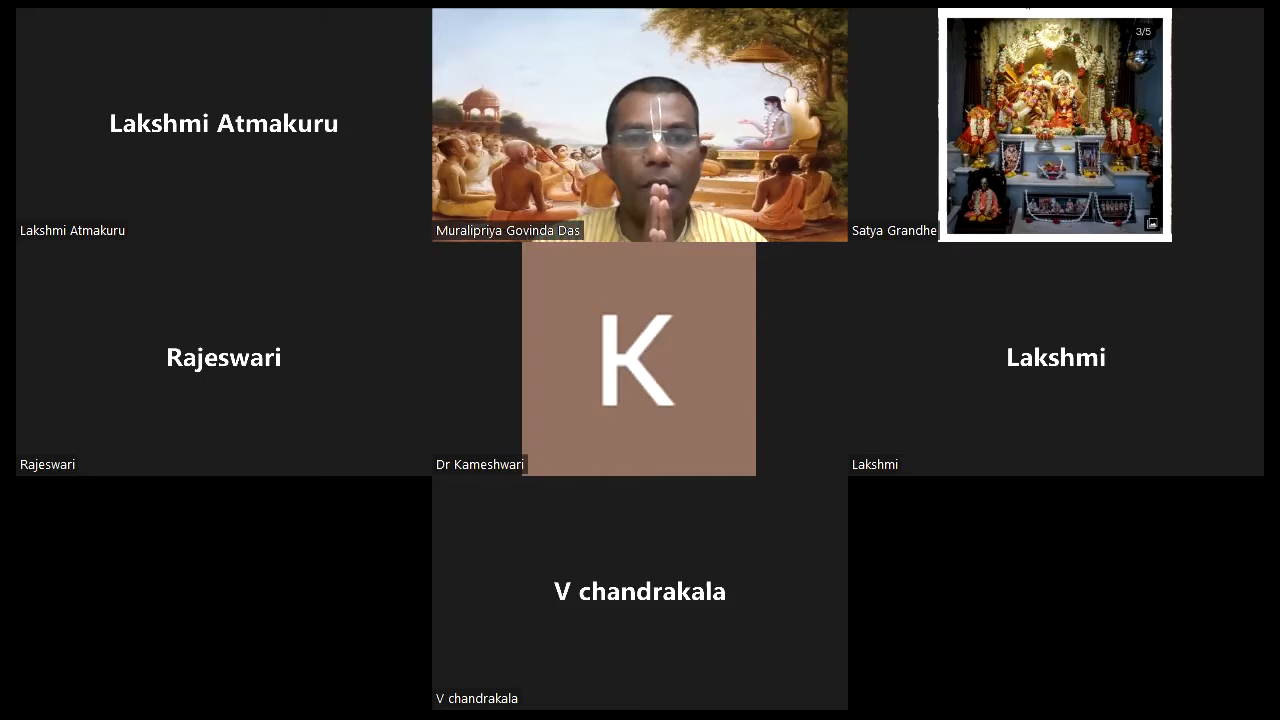 Lakshmi Atmakuru
Lakshmi Atmakuru
Muralipriya Govinda Das
3/5
Satya Grandhe
Rajeswari
Rajeswari
K
Dr Kameshwari
Lakshmi
Lakshmi
V chandrakala
V chandrakala